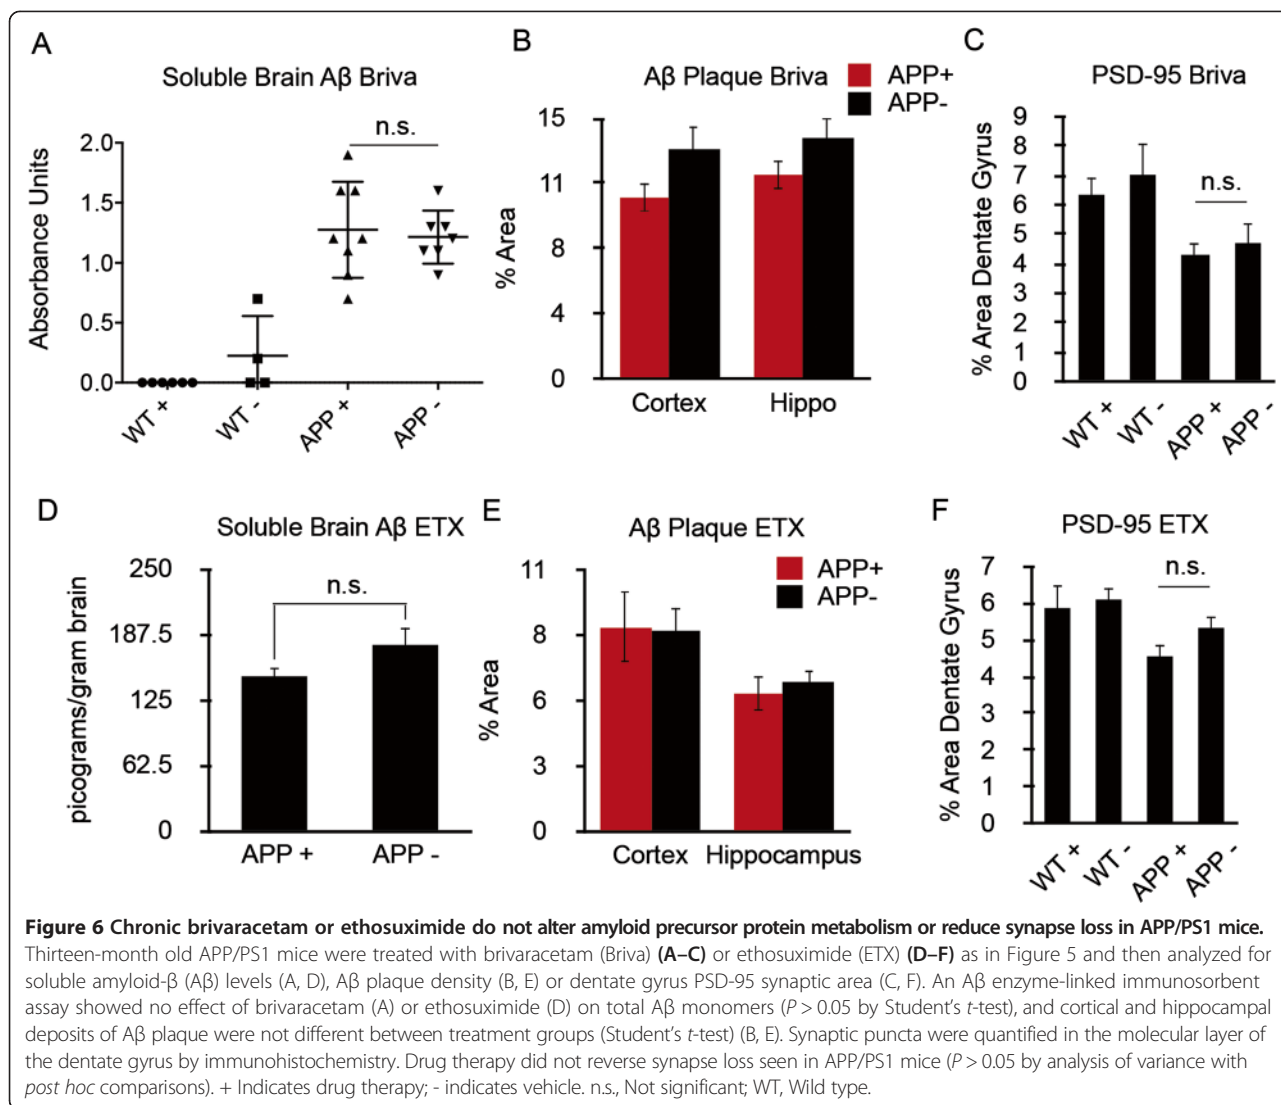 A
Soluble Brain Aβ Briva
n.s.
Absorbance Units
2.0
1.5
1.0
0.5
0.0
WT +
WT -
APP +
APP -
B
Aβ Plaque Briva
APP+
APP-
% Area
15
11
8
4
0
Cortex Hippo
C
PSD-95 Briva
% Area Dentate Gyrus
9
8
7
6
5
4
3
2
1
0
n.s.
WT +
WT -
APP +
APP -
D
Soluble Brain Aβ ETX
picograms/gram brain
250
187.5
125
62.5
0
n.s.
APP + APP -
E
Aβ Plaque ETX
APP+
APP-
% Area
11
8
6
3
0
Cortex Hippocampus
F
PSD-95 ETX
% Area Dentate Gyrus
7
6
5
4
3
2
1
0
n.s.
WT +
WT -
APP +
APP -
Figure 6 Chronic brivaracetam or ethosuximide do not alter amyloid precursor protein metabolism or reduce synapse loss in APP/PS1 mice.
Thirteen-month old APP/PS1 mice were treated with brivaracetam (Briva) (A–C) or ethosuximide (ETX) (D–F) as in Figure 5 and then analyzed for
soluble amyloid-β (Aβ) levels (A, D), Aβ plaque density (B, E) or dentate gyrus PSD-95 synaptic area (C, F). An Aβ enzyme-linked immunosorbent
assay showed no effect of brivaracetam (A) or ethosuximide (D) on total Aβ monomers (P > 0.05 by Student's t-test), and cortical and hippocampal
deposits of Aβ plaque were not different between treatment groups (Student's t-test) (B, E). Synaptic puncta were quantified in the molecular layer of
the dentate gyrus by immunohistochemistry. Drug therapy did not reverse synapse loss seen in APP/PS1 mice (P > 0.05 by analysis of variance with
post hoc comparisons). + Indicates drug therapy; - indicates vehicle. n.s., Not significant; WT, Wild type.